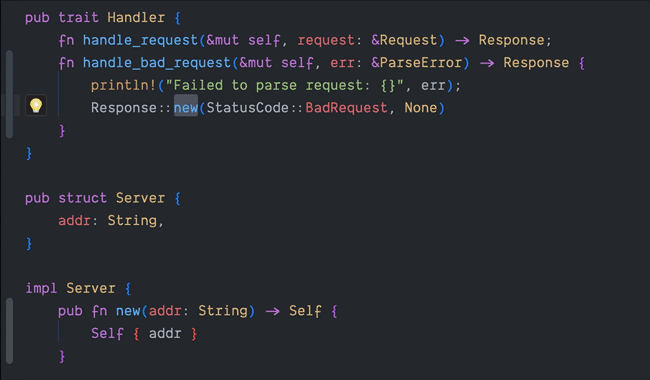 pub trait Handler {
    fn handle_request(&mut self, request: &Request) -> Response;
    fn handle_bad_request(&mut self, err: &ParseError) -> Response {
        println!("Failed to parse request: {}", err);
        Response::new(StatusCode::BadRequest, None)
    }
}

pub struct Server {
    addr: String,
}

impl Server {
    pub fn new(addr: String) -> Self {
        Self { addr }
    }